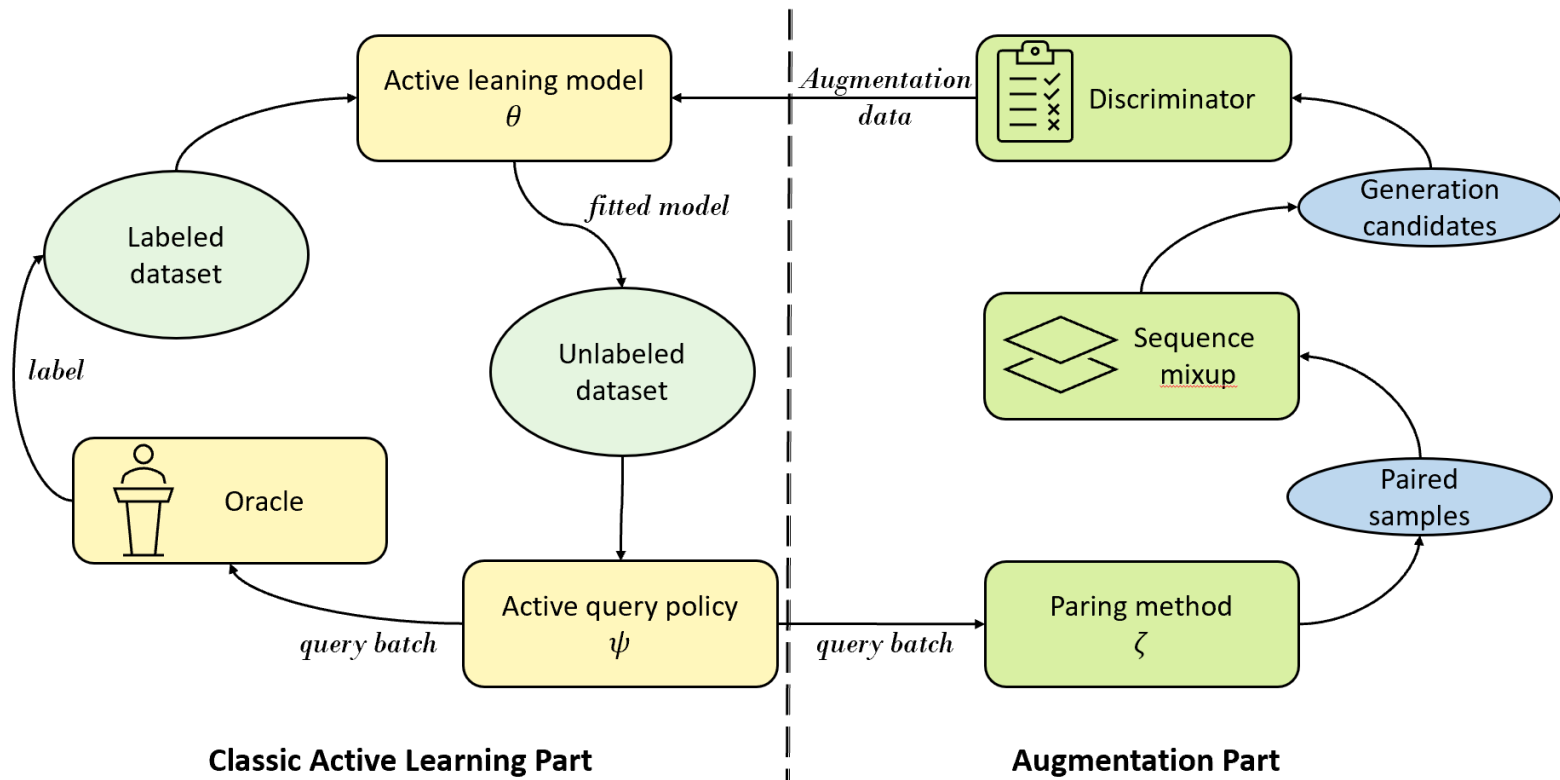 Active leaning model
θ
Augmentation
data
Discriminator
Generation
candidates
fitted model
Labeled
dataset
Sequence
mixup
Unlabeled
dataset
label
Oracle
Paired
samples
Active query policy
ψ
query batch
query batch
Paring method
ζ
Classic Active Learning Part
Augmentation Part